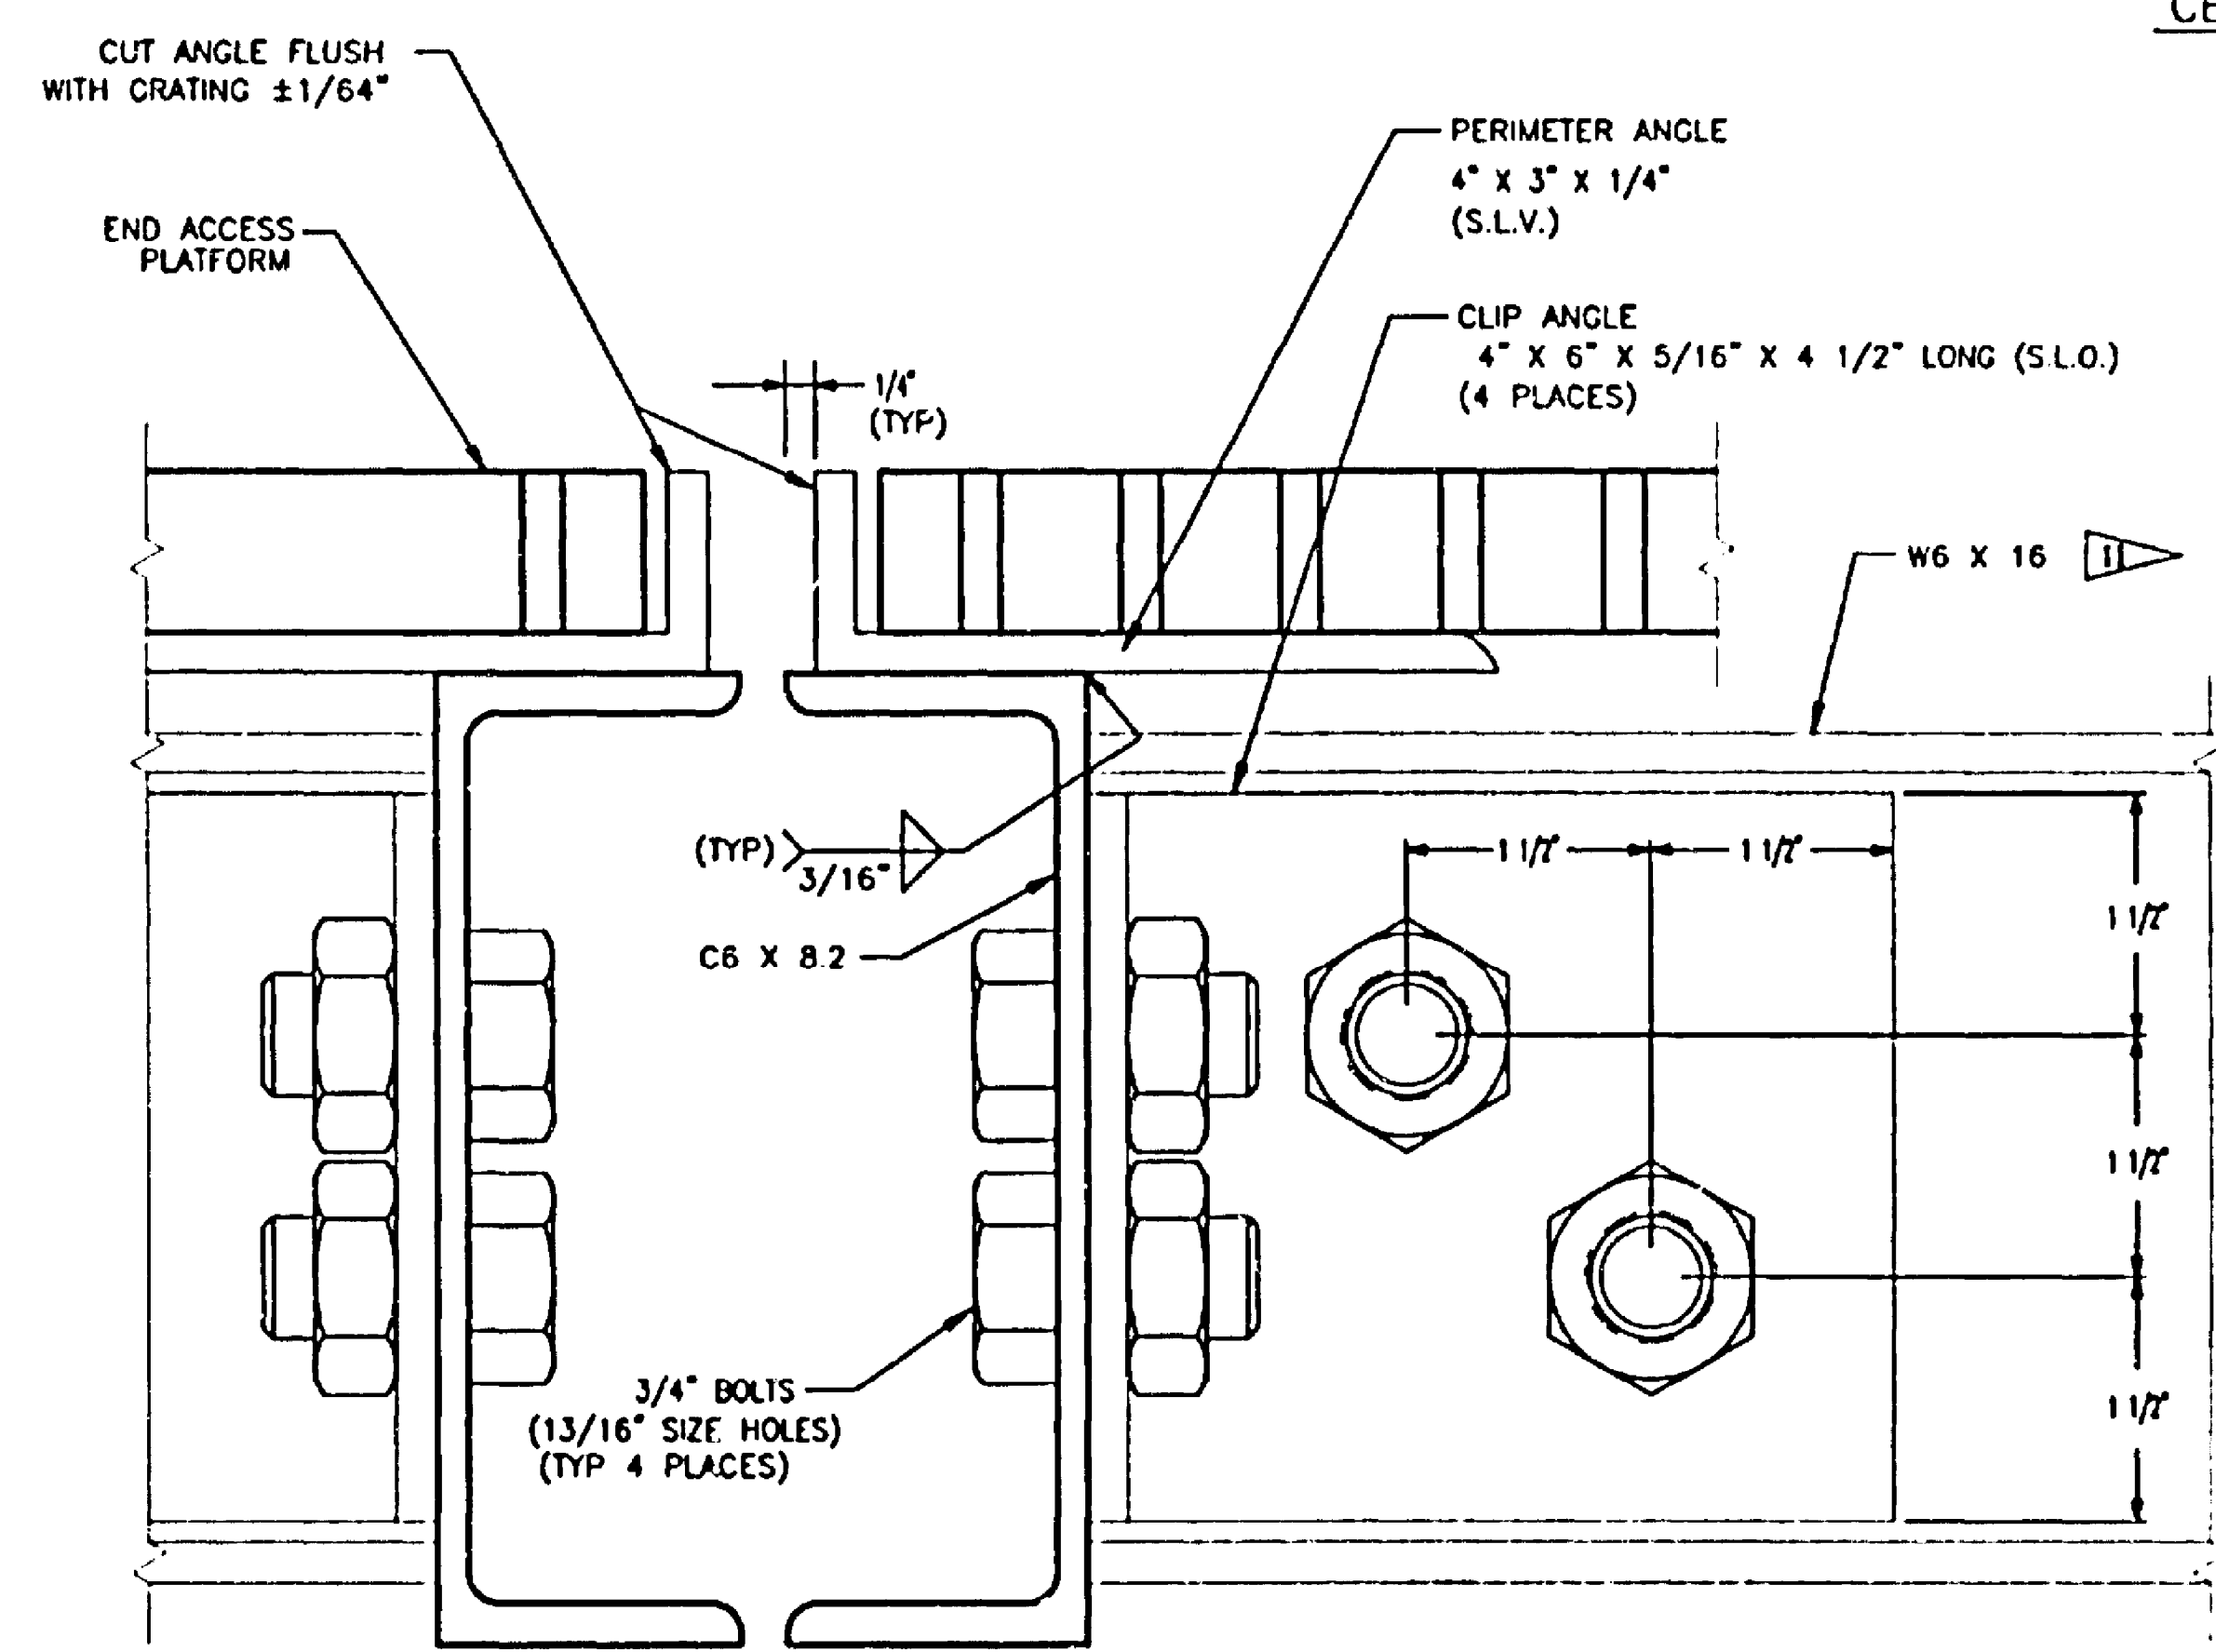 CUT ANGLE FLUSH
WITH GRATING ±1/64"
PERIMETER ANGLE
4" X 3" X 1/4"
(S.L.V.)
END ACCESS
PLATFORM
CLIP ANGLE
4" X 6" X 5/16" X 4 1/2" LONG (S.L.O.)
(4 PLACES)
1/4"
(TYP)
W6 X 16
1
(TYP)
3/16"
1 1/2"
1 1/2"
1 1/2"
C6 X 8.2
1 1/2"
3/4" BOLTS
(13/16" SIZE HOLES)
(TYP 4 PLACES)
1 1/2"